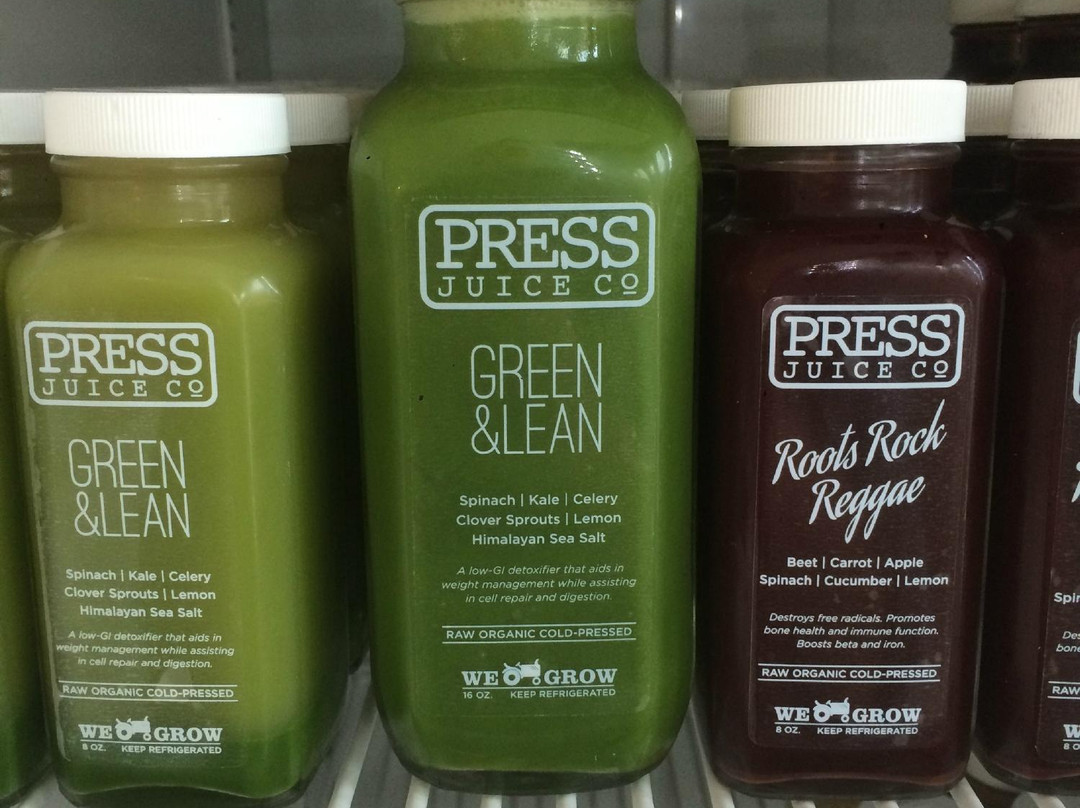 PRESS
JUICE Co
GREEN
&LEAN
Spinach | Kale | Celery
Clover Sprouts | Lemon
Himalayan Sea Salt
A low-GI detoxifier that aids in
weight management while assisting
in cell repair and digestion.
RAW ORGANIC COLD-PRESSED
WE GROW
8 OZ. KEEP REFRIGERATED
PRESS
JUICE Co
GREEN
&LEAN
Spinach | Kale | Celery
Clover Sprouts | Lemon
Himalayan Sea Salt
A low-GI detoxifier that aids in
weight management while assisting
in cell repair and digestion.
RAW ORGANIC COLD-PRESSED
WE GROW
16 OZ. KEEP REFRIGERATED
PRESS
JUICE Co
Roots Rock
Reggae
Beet | Carrot | Apple
Spinach | Cucumber | Lemon
Destroys free radicals. Promotes
bone health and immune function.
Boosts beta and iron.
RAW ORGANIC COLD-PRESSED
WE GROW
8 OZ. KEEP REFRIGERATED